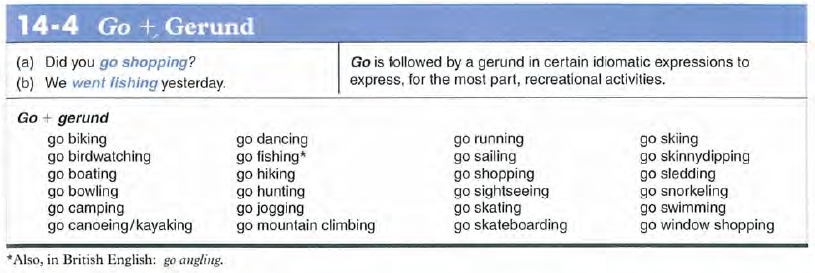 14-4 Go + Gerund
(a) Did you go shopping?
(b) We went fishing yesterday.
Go is followed by a gerund in certain idiomatic expressions to
express, for the most part, recreational activities.
Go + gerund
go biking
go birdwatching
go boating
go bowling
go camping
go canoeing/kayaking
go dancing
go fishing*
go hiking
go hunting
go jogging
go mountain climbing
go running
go sailing
go shopping
go sightseeing
go skating
go skateboarding
go skiing
go skinnydipping
go sledding
go snorkeling
go swimming
go window shopping
*Also, in British English: go angling.